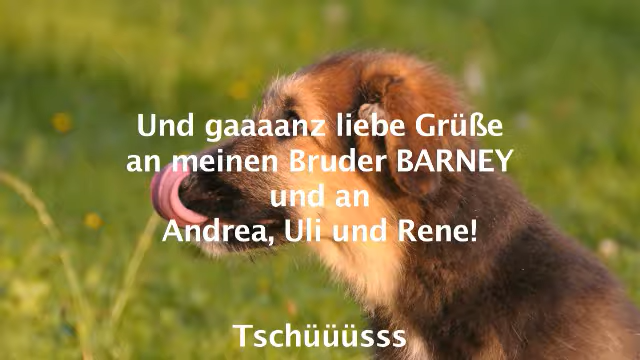 Und gaaaanz liebe Grüße
an meinen Bruder BARNEY
und an
Andrea, Uli und Rene!
Tschüüüsss